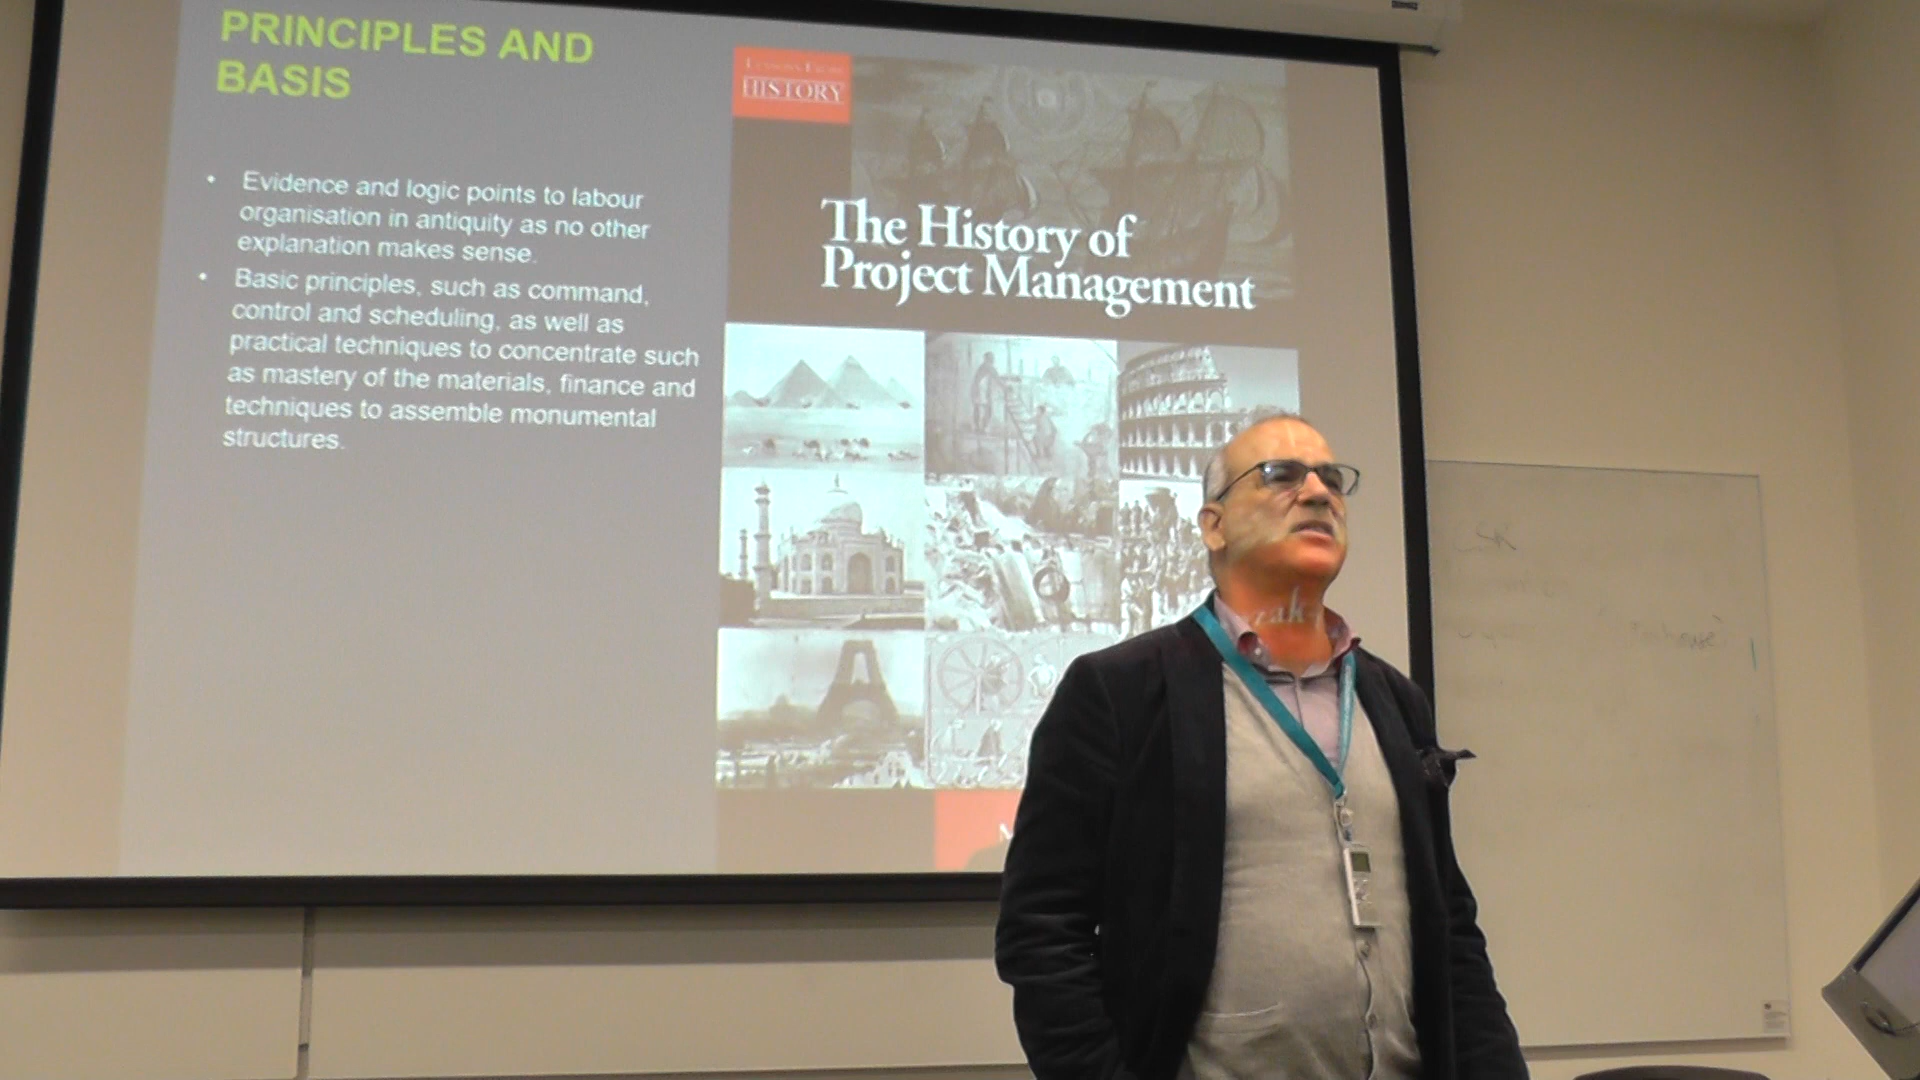 PRINCIPLES AND
BASIS
• Evidence and logic points to labour
organisation in antiquity as no other
explanation makes sense.
• Basic principles, such as command,
control and scheduling, as well as
practical techniques to concentrate such
as mastery of the materials, finance and
techniques to assemble monumental
structures.
LESSONS FROM
HISTORY
The History of
Project Management